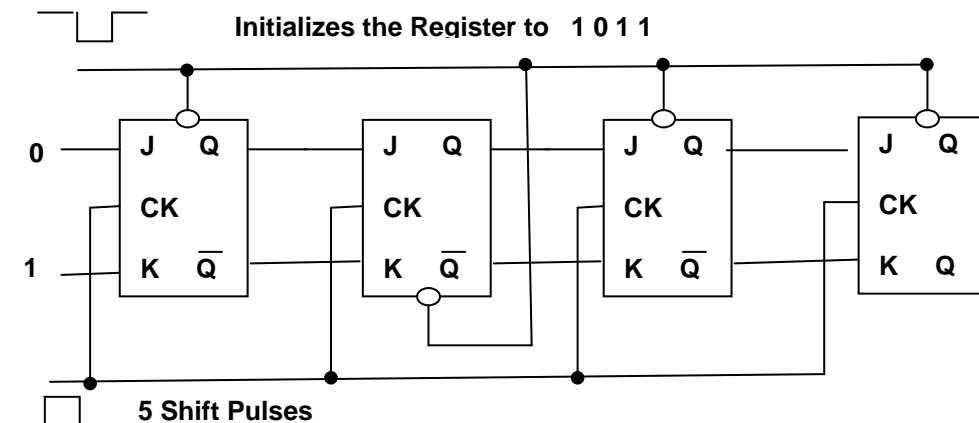 Initializes the Register to 1 0 1 1
0 J Q J Q J Q J Q
CK CK CK CK
1 K Q̅ K Q̅ K Q̅ K Q
5 Shift Pulses